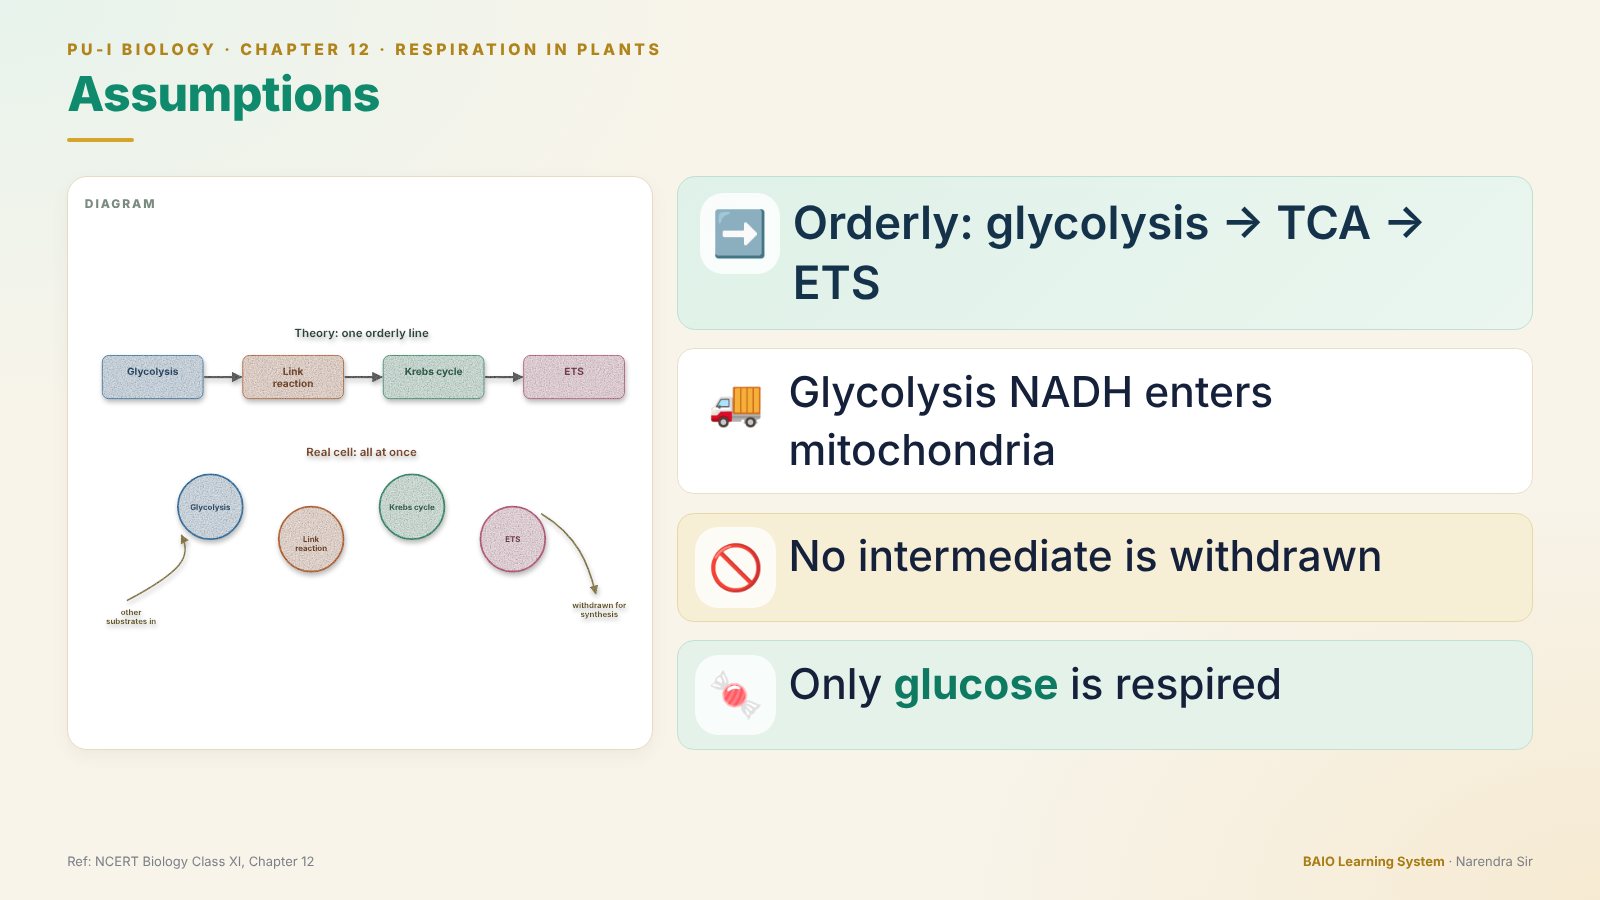 PU-I BIOLOGY · CHAPTER 12 · RESPIRATION IN PLANTS
Assumptions
DIAGRAM
Theory: one orderly line
Glycolysis
Link
reaction
Krebs cycle
ETS
Real cell: all at once
Glycolysis
Link
reaction
Krebs cycle
ETS
other
substrates in
withdrawn for
synthesis
Orderly: glycolysis → TCA →
ETS
Glycolysis NADH enters
mitochondria
No intermediate is withdrawn
Only glucose is respired
Ref: NCERT Biology Class XI, Chapter 12
BAIO Learning System · Narendra Sir